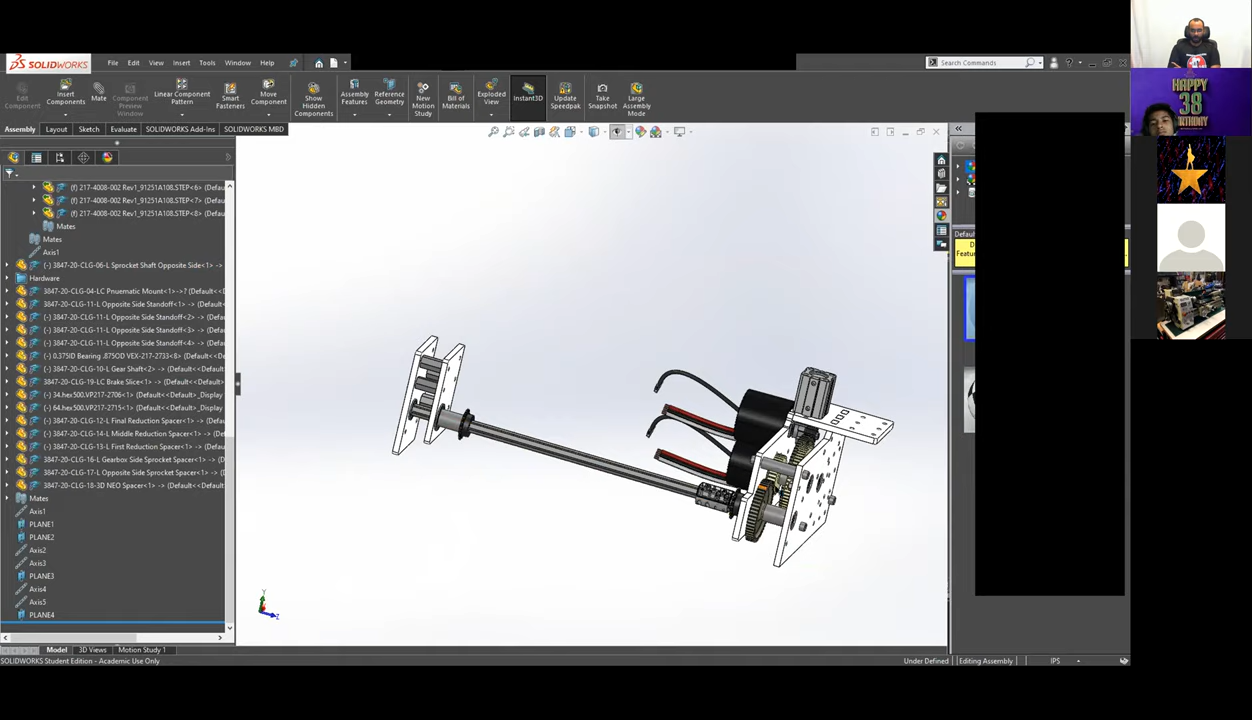 SOLIDWORKS File Edit View Insert Tools Window Help Search Commands
Edit Component Insert Components Mate Component Preview Window Linear Component Pattern Smart Fasteners Move Component Show Hidden Components Assembly Features Reference Geometry New Motion Study Bill of Materials Exploded View Instant3D Update Speedpak Take Snapshot Large Assembly Mode
Assembly Layout Sketch Evaluate SOLIDWORKS Add-Ins SOLIDWORKS MBD
HAPPY
38
(f) 217-4008-002 Rev1_91251A108.STEP<6> (Defau
(f) 217-4008-002 Rev1_91251A108.STEP<7> (Defau
(f) 217-4008-002 Rev1_91251A108.STEP<8> (Defau
Mates
Mates
Axis1
(-) 3847-20-CLG-06-L Sprocket Shaft Opposite Side<1> ->
Hardware
3847-20-CLG-04-LC Pnuematic Mount<1>->? (Default<
(-) 3847-20-CLG-11-L Opposite Side Standoff<1> -> (Def
(-) 3847-20-CLG-11-L Opposite Side Standoff<2> -> (Def
(-) 3847-20-CLG-11-L Opposite Side Standoff<3> -> (Def
(-) 3847-20-CLG-11-L Opposite Side Standoff<4> -> (Def
(-) 0.375ID Bearing .875OD VEX-217-2733<8> (Default<<
(-) 3847-20-CLG-10-L Gear Shaft<2> -> (Default<<Default
3847-20-CLG-19-LC Brake Slice<1> -> (Default<<Default>
(-) 34.hex500.VP217-2706<1> (Default<<Default>_Display
(-) 64.hex500.VP217-2715<1> (Default<<Default>_Display
(-) 3847-20-CLG-12-L Final Reduction Spacer<1> -> (Def
(-) 3847-20-CLG-14-L Middle Reduction Spacer<1> -> (D
(-) 3847-20-CLG-13-L First Reduction Spacer<1> -> (Defa
(-) 3847-20-CLG-16-L Gearbox Side Sprocket Spacer<1>
(-) 3847-20-CLG-17-L Opposite Side Sprocket Spacer<1>
(-) 3847-20-CLG-18-3D NEO Spacer<1> -> (Default<<Def
Mates
Axis1
PLANE1
PLANE2
Axis2
Axis3
PLANE3
Axis4
Axis5
PLANE4
Model 3D Views Motion Study 1
SOLIDWORKS Student Edition - Academic Use Only Under Defined Editing Assembly IPS